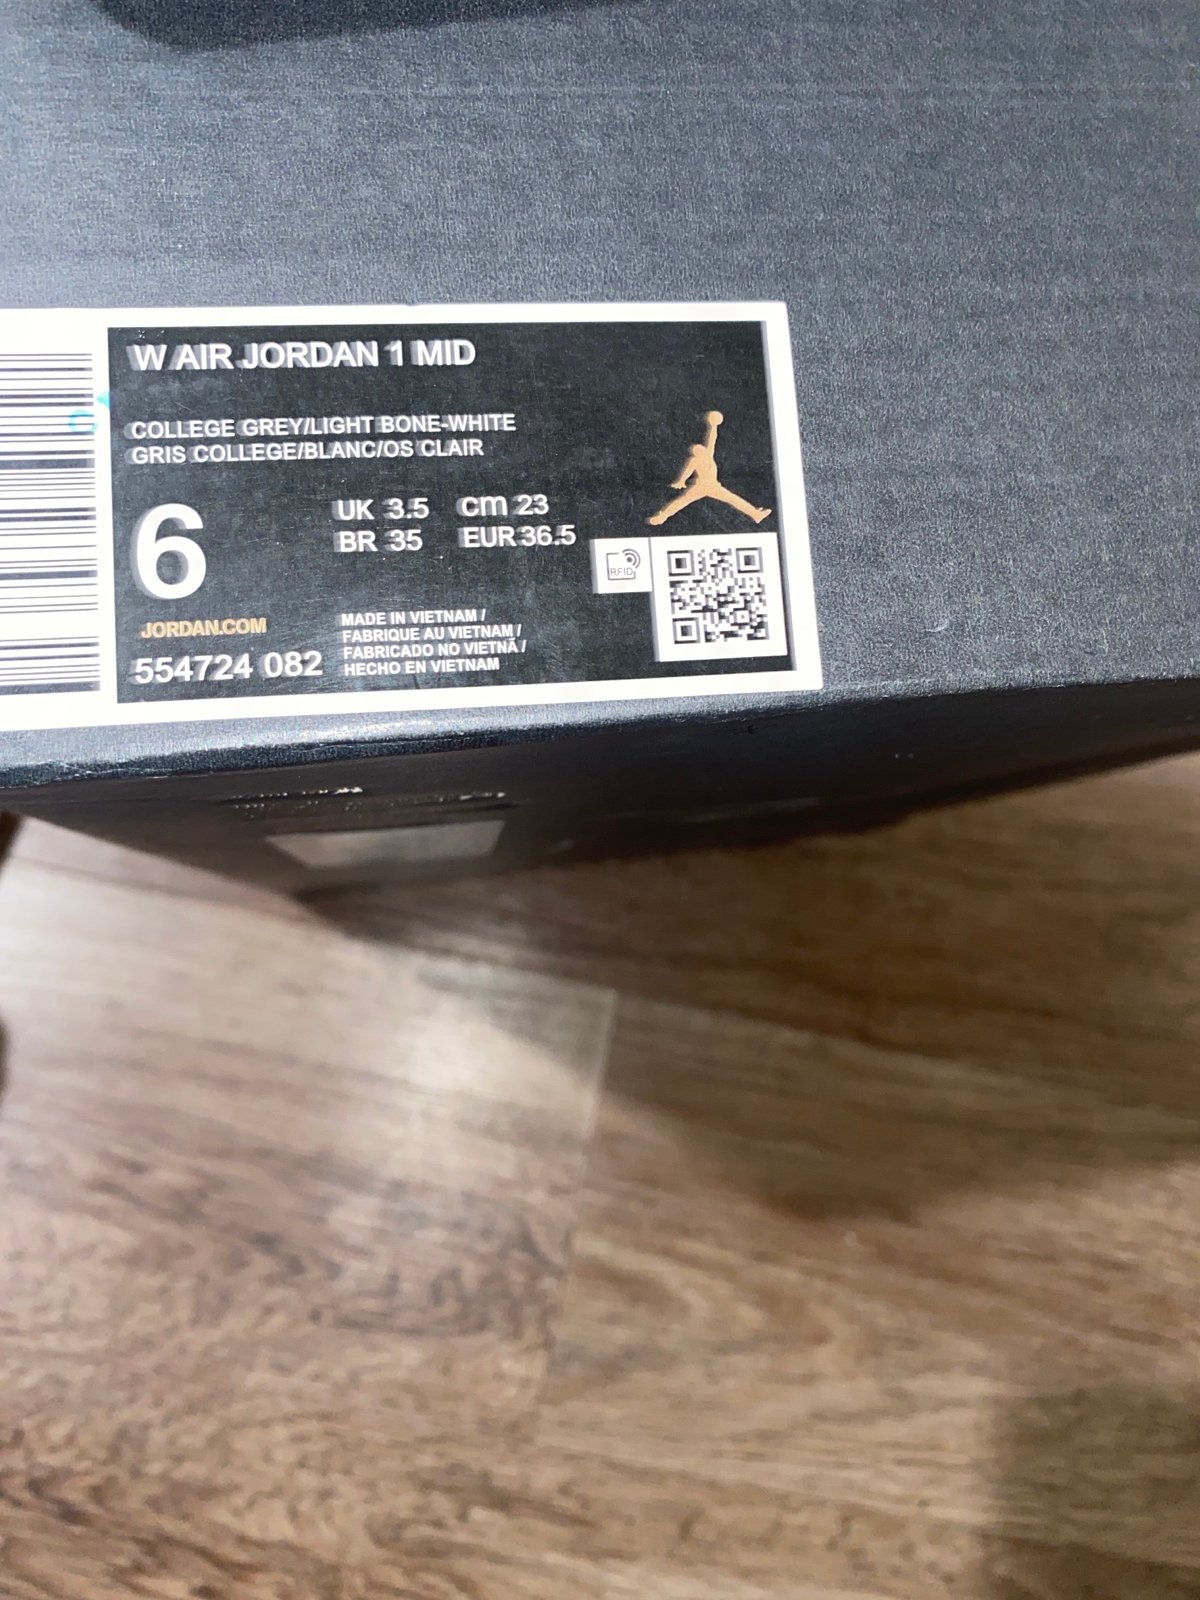 W AIR JORDAN 1 MID
COLLEGE GREY/LIGHT BONE-WHITE
GRIS COLLEGE/BLANC/OS CLAIR
6
UK 3.5 cm 23
BR 35 EUR 36.5
RFID
JORDAN.COM
554724 082
MADE IN VIETNAM /
FABRIQUE AU VIETNAM /
FABRICADO NO VIETNÃ /
HECHO EN VIETNAM